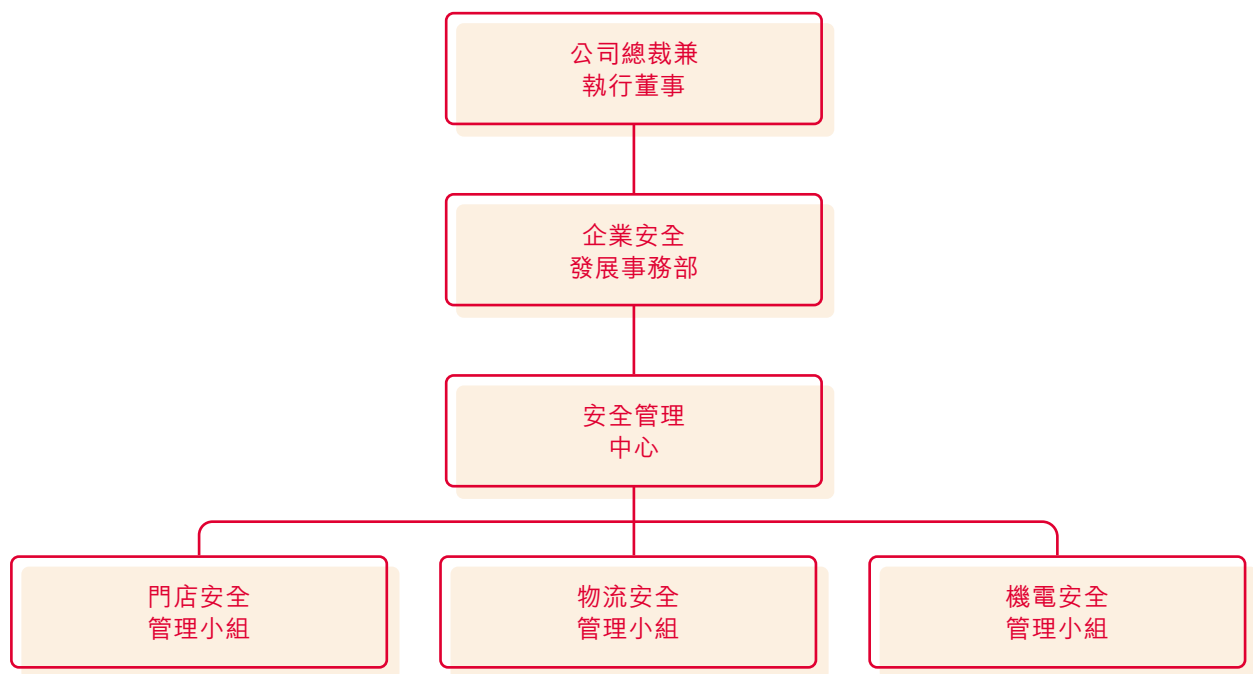 公司總裁兼
執行董事
企業安全
發展事務部
安全管理
中心
門店安全
管理小組
物流安全
管理小組
機電安全
管理小組